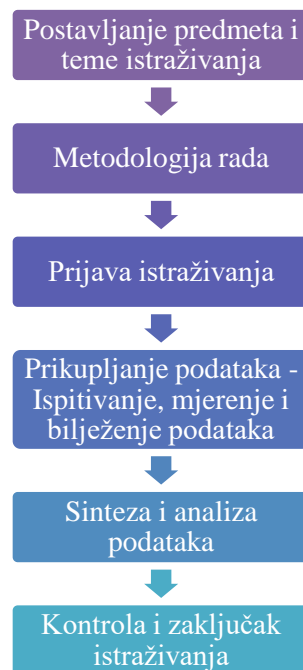 Postavljanje predmeta i
teme istraživanja
Metodologija rada
Prijava istraživanja
Prikupljanje podataka -
Ispitivanje, mjerenje i
bilježenje podataka
Sinteza i analiza
podataka
Kontrola i zaključak
istraživanja